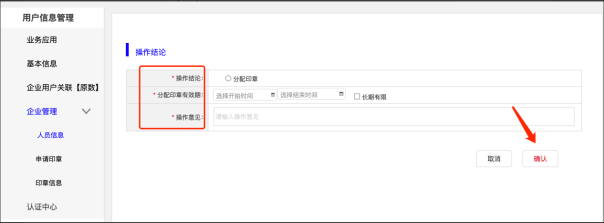 用户信息管理
业务应用
基本信息
企业用户关联【原数】
企业管理
人员信息
申请印章
印章信息
认证中心
操作结论
* 操作结论: 分配印章
* 分配印章有效期: 选择开始时间 选择结束时间 长期有限
* 操作意见: 请输入操作意见
取消 确认